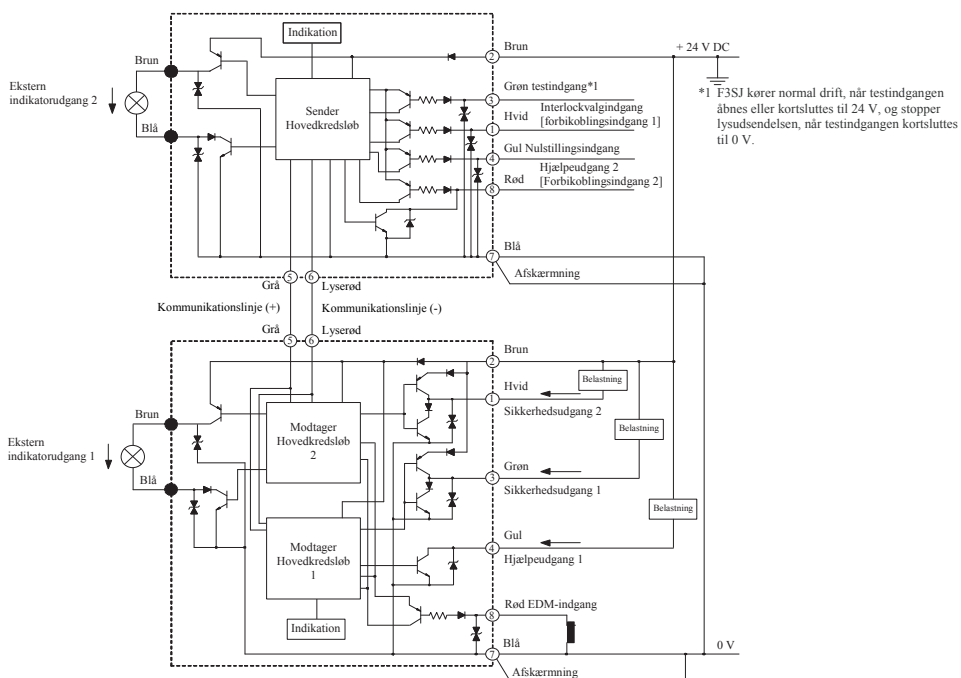 Indikation
Brun
2
+ 24 V DC
Brun
Ekstern
indikatorudgang 2
Blå
Sender
Hovedkredsløb
Grøn testindgang*1
3
Interlockvalgindgang
Hvid
[forbikoblingsindgang 1]
1
Gul Nulstillingsindgang
4
Hjælpeudgang 2
Rød
[Forbikoblingsindgang 2]
8
*1 F3SJ kører normal drift, når testindgangen
åbnes eller kortsluttes til 24 V, og stopper
lysudsendelsen, når testindgangen kortsluttes
til 0 V.
Blå
7
Afskærmning
5
6
Grå
Lyserød
Kommunikationslinje (+)
Kommunikationslinje (-)
Grå
Lyserød
5
6
Brun
2
Belastning
Hvid
1
Sikkerhedsudgang 2
Belastning
Brun
Ekstern
indikatorudgang 1
Blå
Modtager
Hovedkredsløb
2
Grøn
3
Sikkerhedsudgang 1
Belastning
Modtager
Hovedkredsløb
1
Gul
4
Hjælpeudgang 1
Indikation
Rød EDM-indgang
8
Blå
7
0 V
Afskærmning